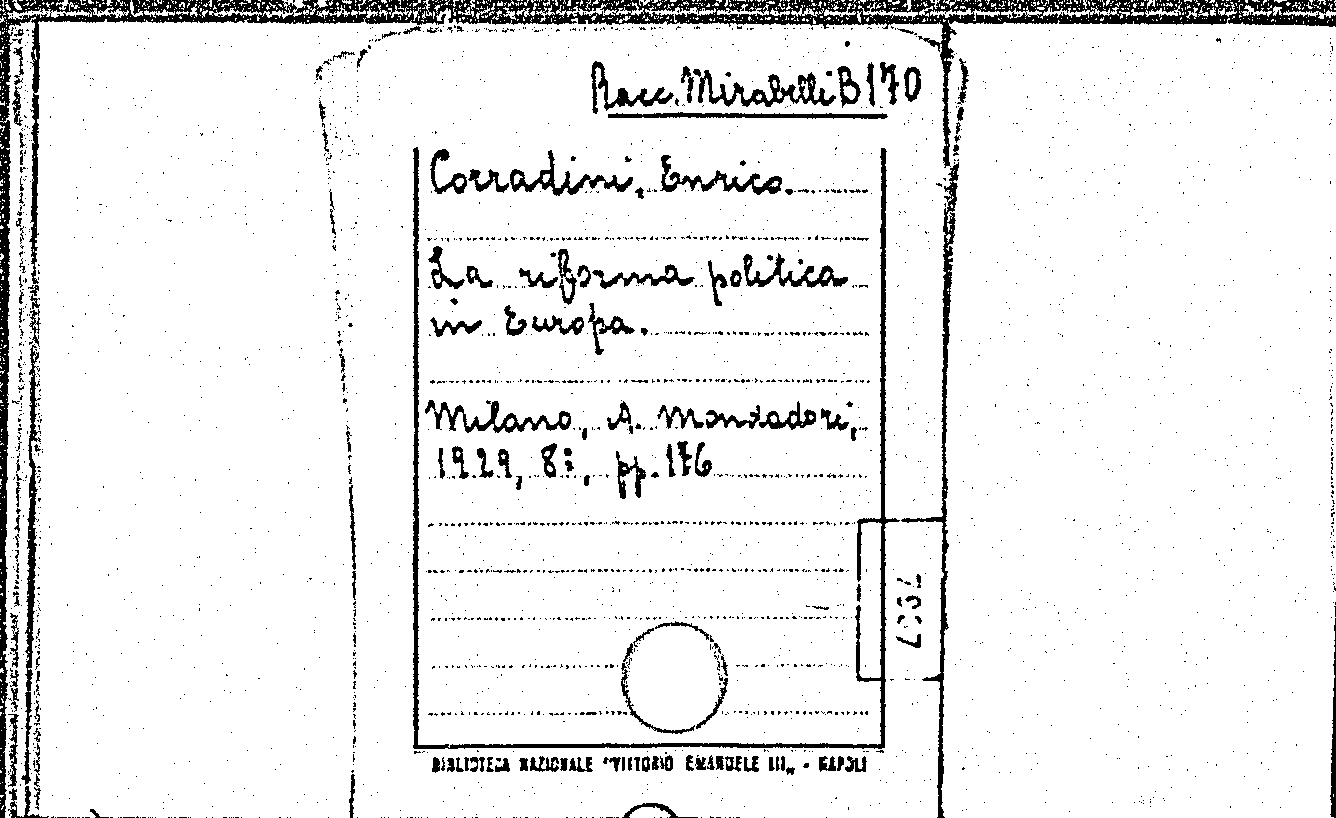 Racc. Mirabelli B 170
Corradini, Enrico.
La riforma politica
in Europa.
Milano, A. Mondadori,
1929, 8°, pp. 176
BIBLIOTECA NAZIONALE "VITTORIO EMANUELE III" - NAPOLI